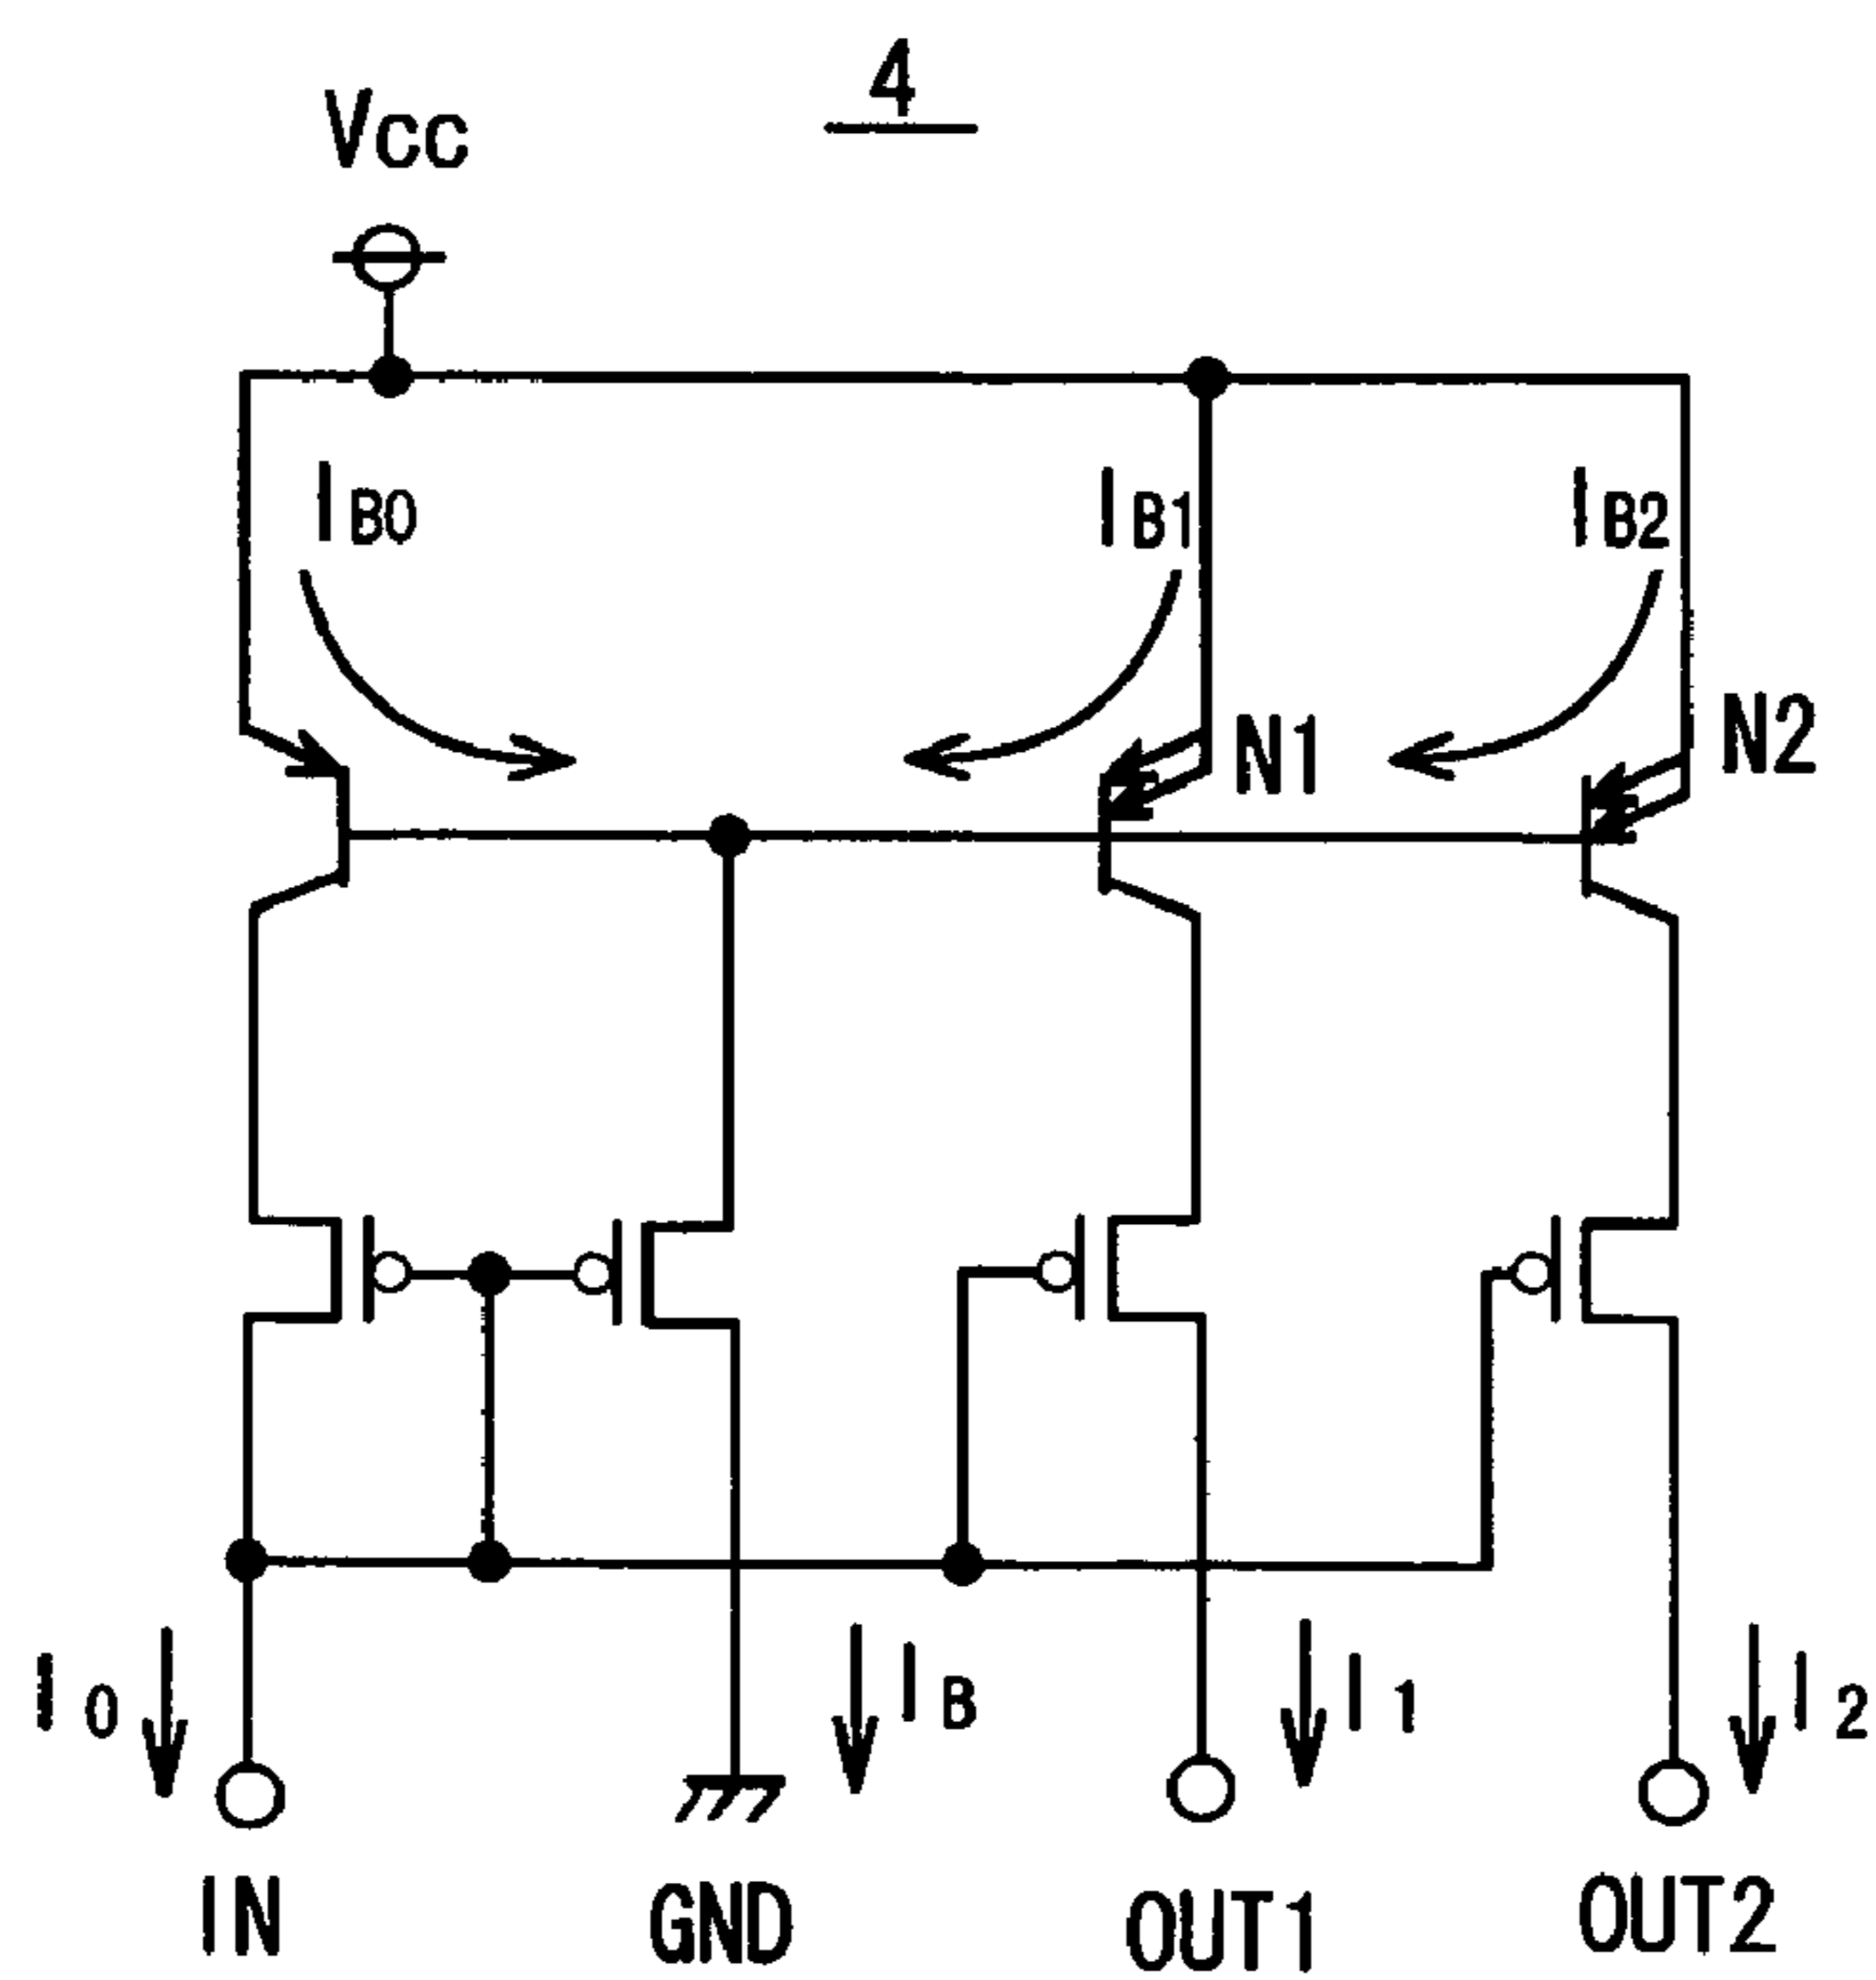 4
Vcc
IB0 IB1 IB2
N1 N2
I0 IB I1 I2
IN GND OUT1 OUT2